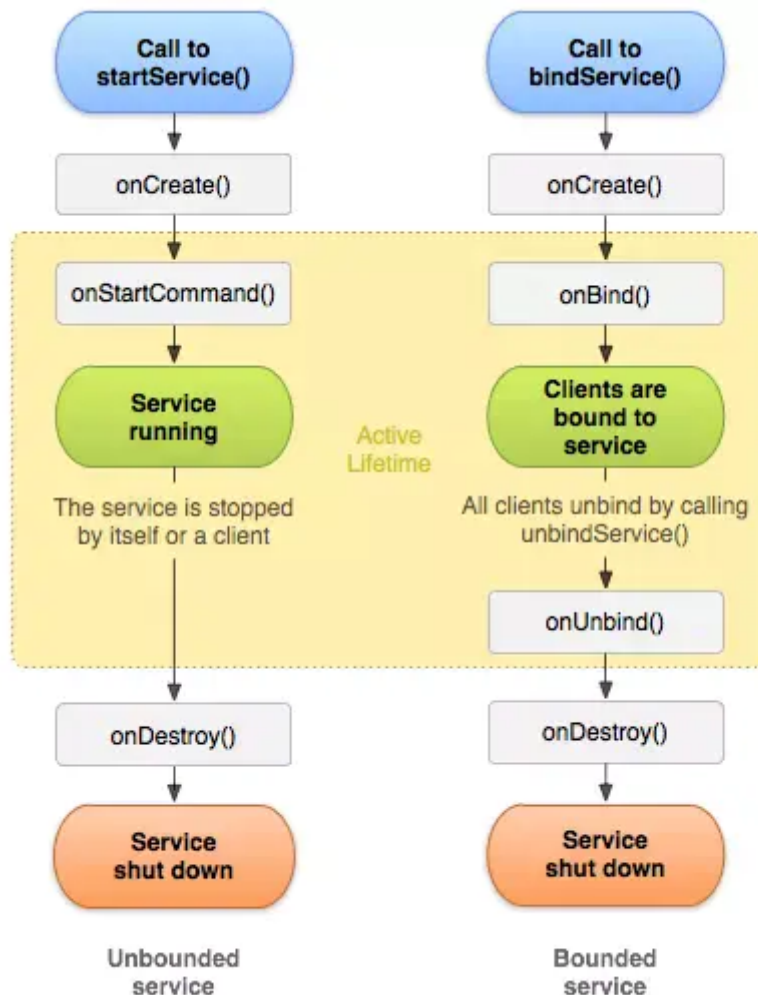 Call to
startService()
onCreate()
onStartCommand()
Service
running
The service is stopped
by itself or a client
onDestroy()
Service
shut down
Unbounded
service
Active
Lifetime
Call to
bindService()
onCreate()
onBind()
Clients are
bound to
service
All clients unbind by calling
unbindService()
onUnbind()
onDestroy()
Service
shut down
Bounded
service